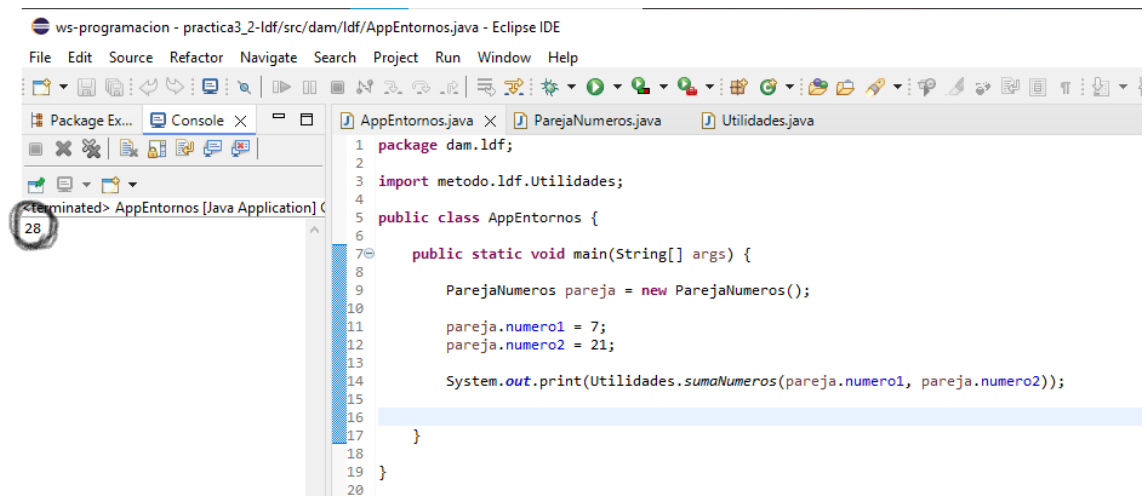 ws-programacion - practica3_2-ldf/src/dam/ldf/AppEntornos.java - Eclipse IDE
File Edit Source Refactor Navigate Search Project Run Window Help
Package Ex... Console
AppEntornos.java ParejaNumeros.java Utilidades.java
<terminated> AppEntornos [Java Application] C
28
1 package dam.ldf;
2
3 import metodo.ldf.Utilidades;
4
5 public class AppEntornos {
6
7 public static void main(String[] args) {
8
9 ParejaNumeros pareja = new ParejaNumeros();
10
11 pareja.numero1 = 7;
12 pareja.numero2 = 21;
13
14 System.out.print(Utilidades.sumaNumeros(pareja.numero1, pareja.numero2));
15
16
17 }
18
19 }
20